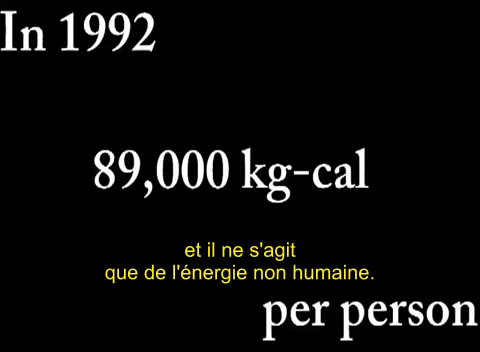 In 1992
89,000 kg-cal
et il ne s'agit
que de l'énergie non humaine.
per person